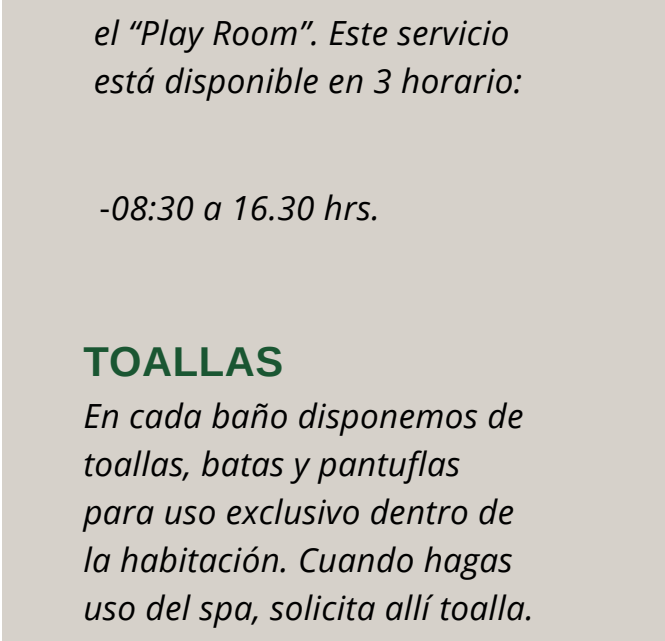 el “Play Room”. Este servicio
está disponible en 3 horario:
-08:30 a 16.30 hrs.
TOALLAS
En cada baño disponemos de
toallas, batas y pantuflas
para uso exclusivo dentro de
la habitación. Cuando hagas
uso del spa, solicita allí toalla.